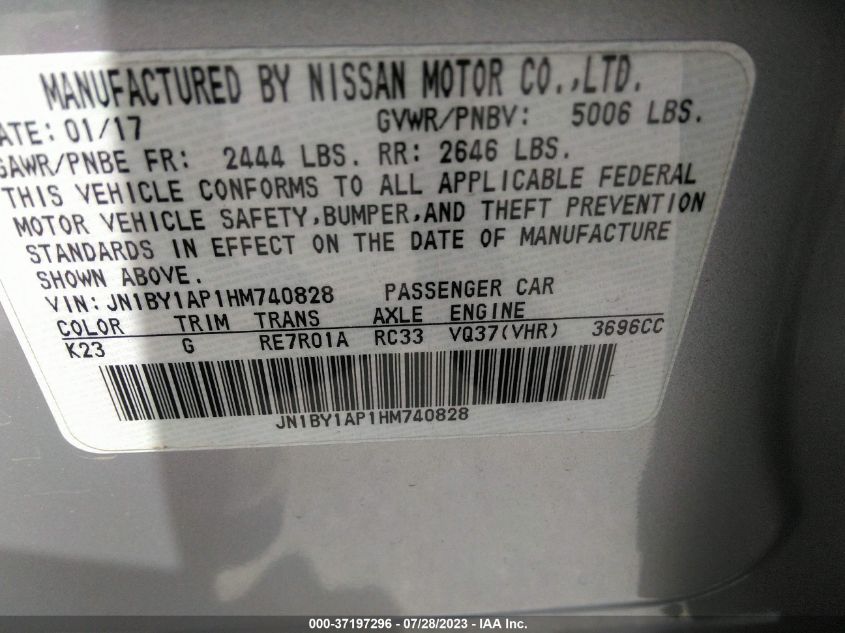 MANUFACTURED BY NISSAN MOTOR CO.,LTD.
ATE: 01/17 GVWR/PNBV: 5006 LBS.
GAWR/PNBE FR: 2444 LBS. RR: 2646 LBS.
THIS VEHICLE CONFORMS TO ALL APPLICABLE FEDERAL
MOTOR VEHICLE SAFETY,BUMPER,AND THEFT PREVENTION
STANDARDS IN EFFECT ON THE DATE OF MANUFACTURE
SHOWN ABOVE.
VIN: JN1BY1AP1HM740828 PASSENGER CAR
COLOR TRIM TRANS AXLE ENGINE
K23 G RE7R01A RC33 VQ37(VHR) 3696CC
JN1BY1AP1HM740828
000-37197296 - 07/28/2023 - IAA Inc.